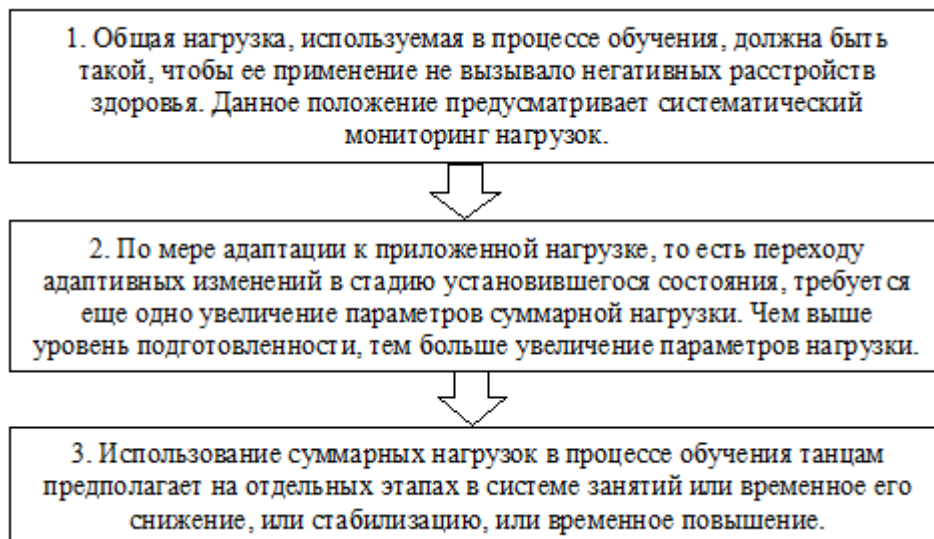 1. Общая нагрузка, используемая в процессе обучения, должна быть
такой, чтобы ее применение не вызывало негативных расстройств
здоровья. Данное положение предусматривает систематический
мониторинг нагрузок.
2. По мере адаптации к приложенной нагрузке, то есть переходу
адаптивных изменений в стадию установившегося состояния, требуется
еще одно увеличение параметров суммарной нагрузки. Чем выше
уровень подготовленности, тем больше увеличение параметров нагрузки.
3. Использование суммарных нагрузок в процессе обучения танцам
предполагает на отдельных этапах в системе занятий или временное его
снижение, или стабилизацию, или временное повышение.